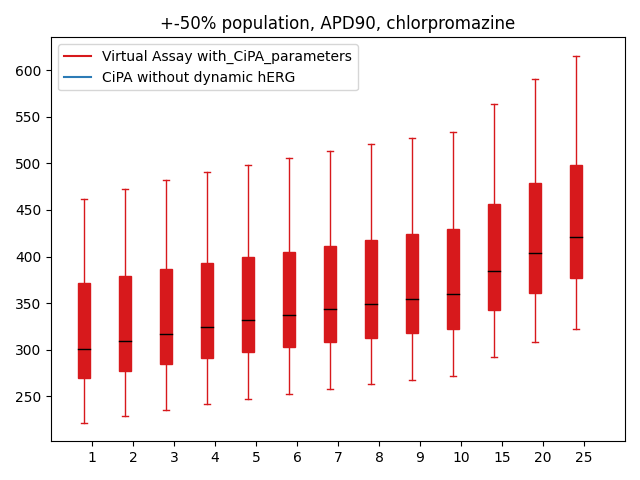 +-50% population, APD90, chlorpromazine
Virtual Assay with_CiPA_parameters
CiPA without dynamic hERG
600
550
500
450
400
350
300
250
1 2 3 4 5 6 7 8 9 10 15 20 25